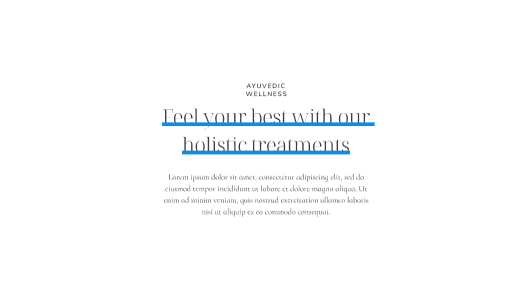 AYUVEDIC
WELLNESS
Feel your best with our
holistic treatments
Lorem ipsum dolor sit amet, consectetur adipiscing elit, sed do
eiusmod tempor incididunt ut labore et dolore magna aliqua. Ut
enim ad minim veniam, quis nostrud exercitation ullamco laboris
nisi ut aliquip ex ea commodo consequat.